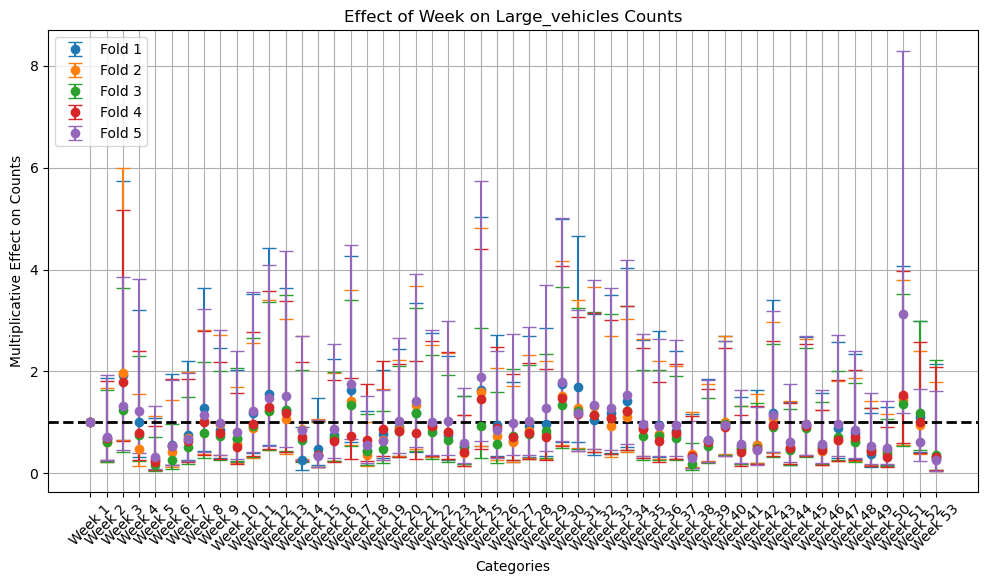 Effect of Week on Large_vehicles Counts
Multiplicative Effect on Counts
8
6
4
2
0
Fold 1
Fold 2
Fold 3
Fold 4
Fold 5
Week 1
Week 2
Week 3
Week 4
Week 5
Week 6
Week 7
Week 8
Week 9
Week 10
Week 11
Week 12
Week 13
Week 14
Week 15
Week 16
Week 17
Week 18
Week 19
Week 20
Week 21
Week 22
Week 23
Week 24
Week 25
Week 26
Week 27
Week 28
Week 29
Week 30
Week 31
Week 32
Week 33
Week 34
Week 35
Week 36
Week 37
Week 38
Week 39
Week 40
Week 41
Week 42
Week 43
Week 44
Week 45
Week 46
Week 47
Week 48
Week 49
Week 50
Week 51
Week 52
Week 53
Categories